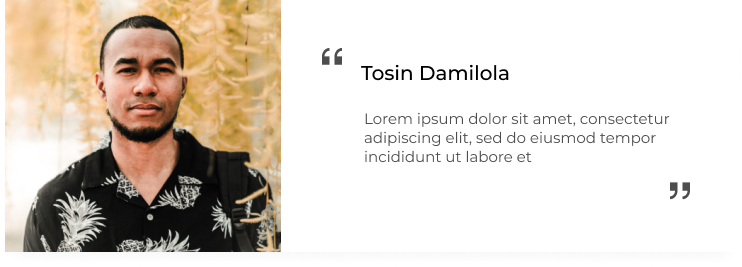 “
Tosin Damilola
Lorem ipsum dolor sit amet, consectetur
adipiscing elit, sed do eiusmod tempor
incididunt ut labore et
”